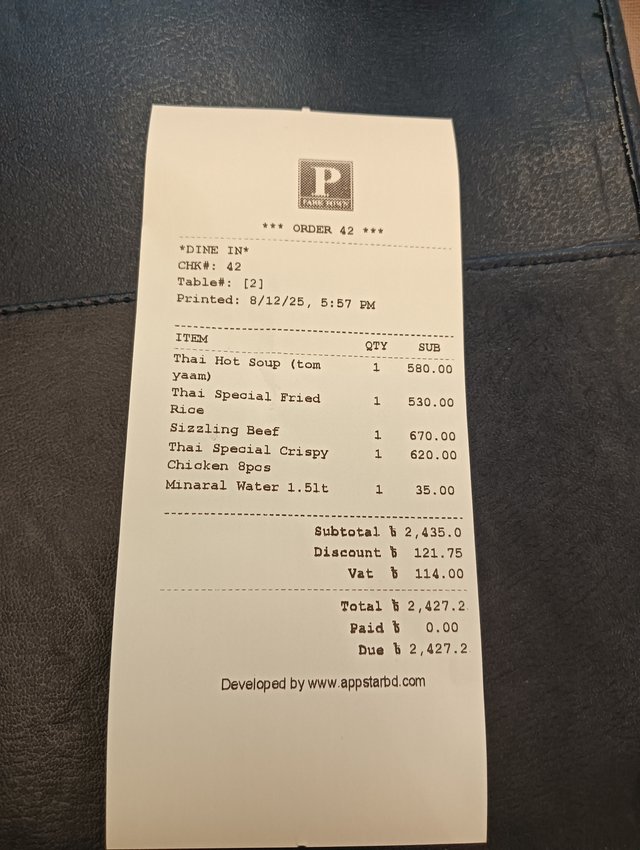 P
PARK TOWN
*** ORDER 42 ***
*DINE IN*
CHK#: 42
Table#: [2]
Printed: 8/12/25, 5:57 PM
ITEM QTY SUB
Thai Hot Soup (tom 1 580.00
yaam)
Thai Special Fried 1 530.00
Rice
Sizzling Beef 1 670.00
Thai Special Crispy 1 620.00
Chicken 8pcs
Minaral Water 1.5lt 1 35.00
Subtotal ৳ 2,435.0
Discount ৳ 121.75
Vat ৳ 114.00
Total ৳ 2,427.2
Paid ৳ 0.00
Due ৳ 2,427.2
Developed by www.appstarbd.com